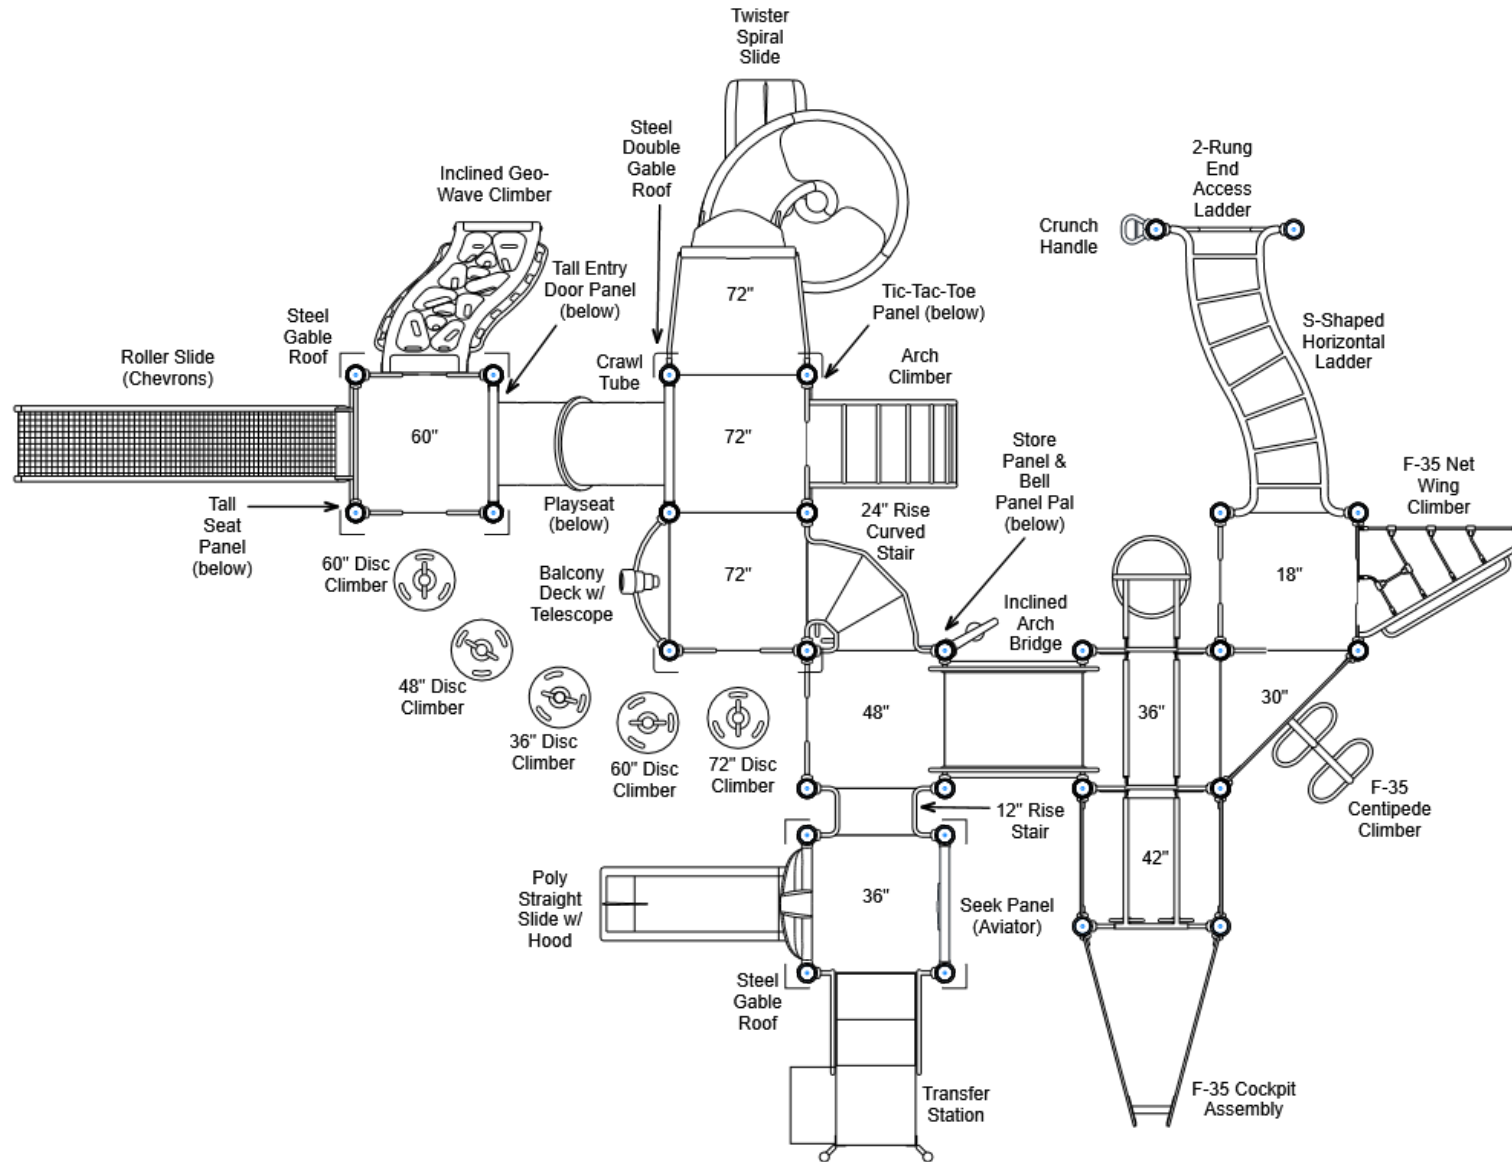 Twister
Spiral
Slide
Steel
Double
Gable
Roof
Inclined Geo-
Wave Climber
2-Rung
End
Access
Ladder
Crunch
Handle
Tall Entry
Door Panel
(below)
72"
Tic-Tac-Toe
Panel (below)
Steel
Gable
Roof
S-Shaped
Horizontal
Ladder
Roller Slide
(Chevrons)
Crawl
Tube
Arch
Climber
60"
72"
Store
Panel &
Bell
Panel Pal
(below)
F-35 Net
Wing
Climber
Tall
Seat
Panel
(below)
Playseat
(below)
24" Rise
Curved
Stair
60" Disc
Climber
Balcony
Deck w/
Telescope
72"
18"
Inclined
Arch
Bridge
48" Disc
Climber
36" Disc
Climber
60" Disc
Climber
72" Disc
Climber
48"
36"
30"
12" Rise
Stair
F-35
Centipede
Climber
42"
Poly
Straight
Slide w/
Hood
36"
Seek Panel
(Aviator)
Steel
Gable
Roof
Transfer
Station
F-35 Cockpit
Assembly